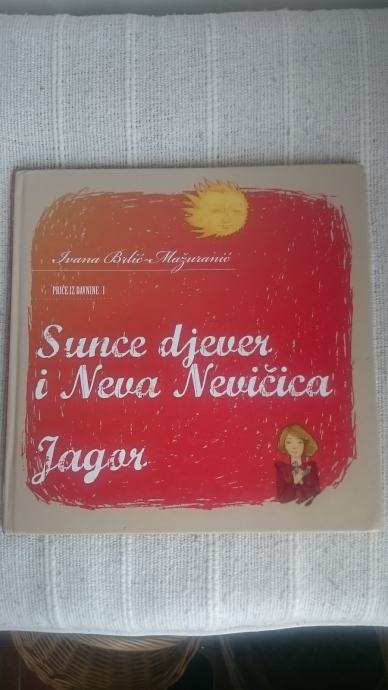 Ivana Brlić-Mažuranić
PRIČE IZ DAVNINE 1
Sunce djever
i Neva Nevičica
Jagor